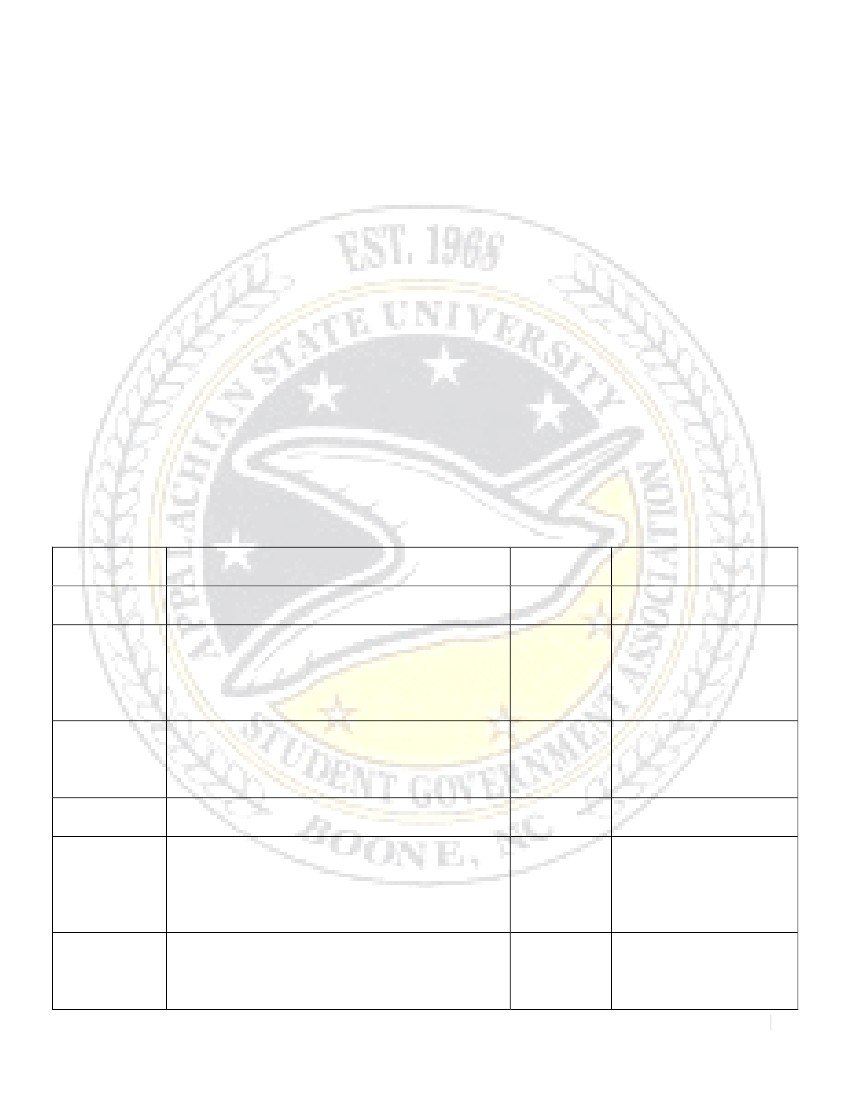 EST. 1968
APPALACHIAN STATE UNIVERSITY
STUDENT GOVERNMENT ASSOCIATION
BOONE, NC